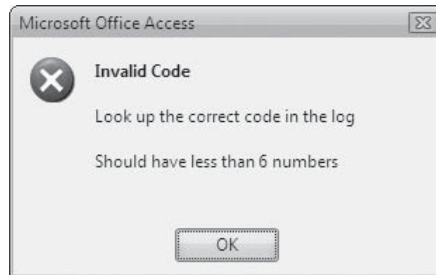 Microsoft Office Access
Invalid Code
Look up the correct code in the log
Should have less than 6 numbers
OK